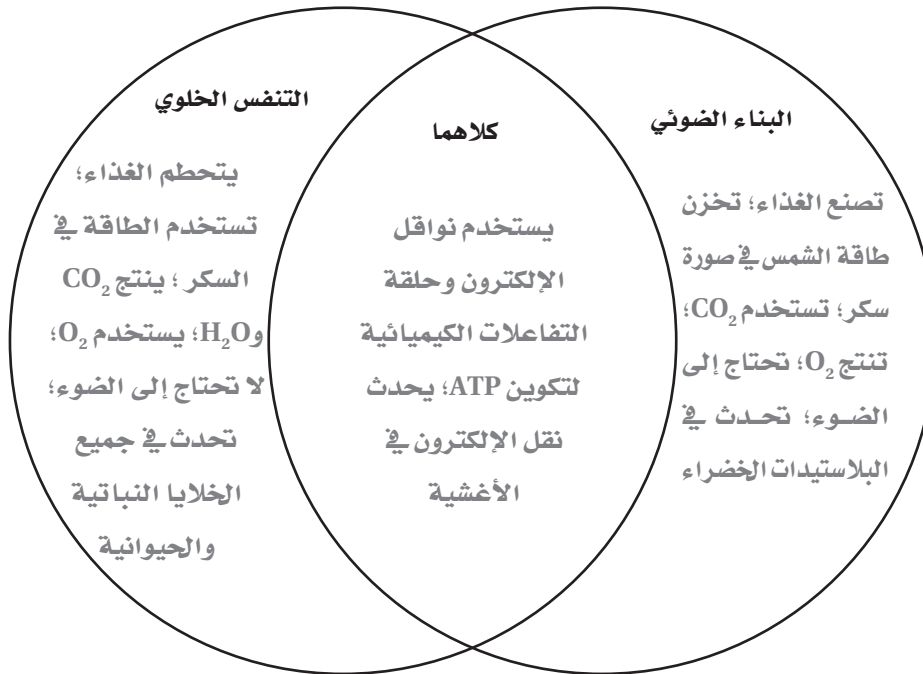 البناء الضوئي
تصنع الغذاء؛ تخزن
طاقة الشمس في صورة
سكر؛ تستخدم CO₂؛
تنتج O₂؛ تحتاج إلى
الضوء؛ تحدث في
البلاستيدات الخضراء
كلاهما
يستخدم نواقل
الإلكترون وحلقة
التفاعلات الكيميائية
لتكوين ATP؛ يحدث
نقل الإلكترون في
الأغشية
التنفس الخلوي
يتحطم الغذاء؛
تستخدم الطاقة في
السكر؛ ينتج CO₂
وH₂O؛ يستخدم O₂؛
لا تحتاج إلى الضوء؛
تحدث في جميع
الخلايا النباتية
والحيوانية